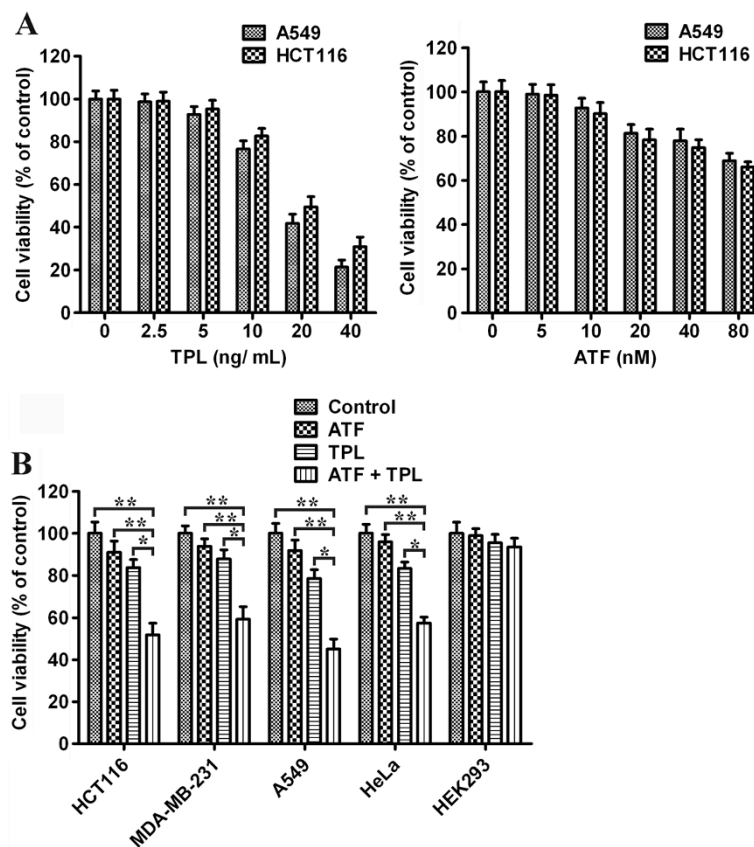 A
A549
HCT116
Cell viability (% of control)
120
100
80
60
40
20
0
0 2.5 5 10 20 40
TPL (ng/ mL)
A549
HCT116
Cell viability (% of control)
120
100
80
60
40
20
0
0 5 10 20 40 80
ATF (nM)
B
Control
ATF
TPL
ATF + TPL
Cell viability (% of control)
120
100
80
60
40
20
0
** ** ** **
** ** ** **
* * * *
HCT116
MDA-MB-231
A549
HeLa
HEK293